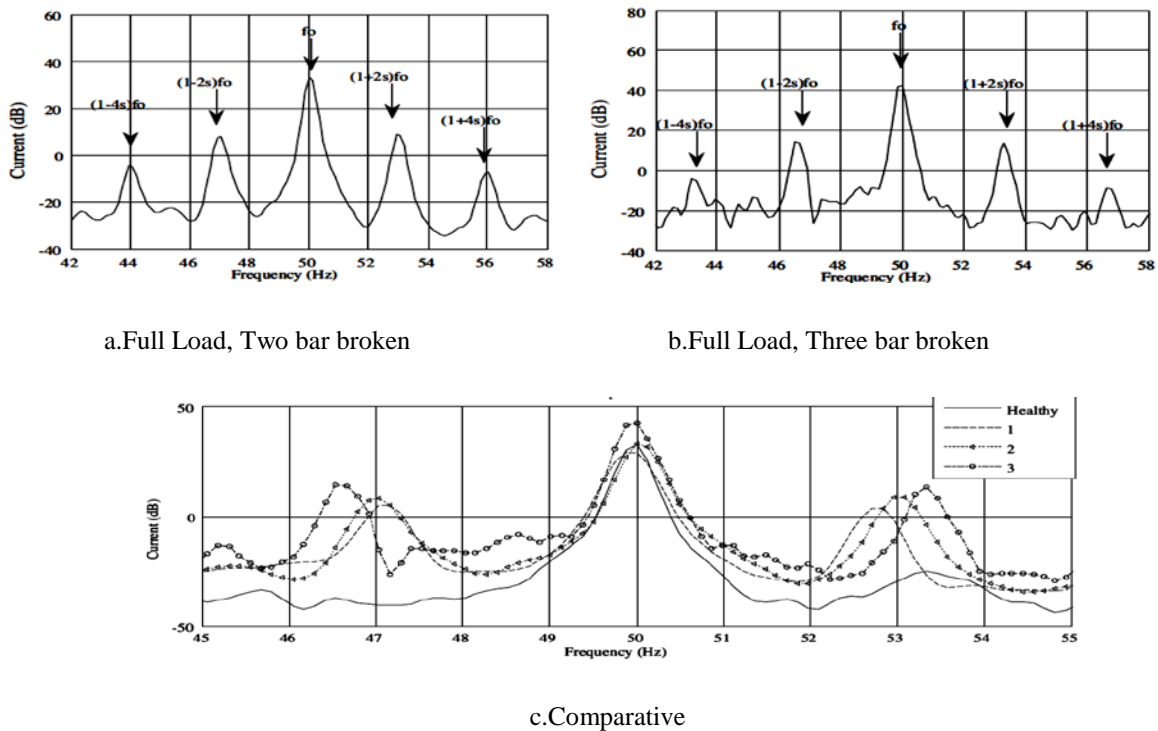 60
40
20
0
-20
-40
Current (dB)
fo
(1-2s)fo
(1+2s)fo
(1-4s)fo
(1+4s)fo
42 44 46 48 50 52 54 56 58
Frequency (Hz)
a.Full Load, Two bar broken
80
60
40
20
0
-20
-40
Current (dB)
fo
(1-2s)fo
(1+2s)fo
(1-4s)fo
(1+4s)fo
42 44 46 48 50 52 54 56 58
Frequency (Hz)
b.Full Load, Three bar broken
50
0
-50
Current (dB)
Healthy
1
2
3
45 46 47 48 49 50 51 52 53 54 55
Frequency (Hz)
c.Comparative